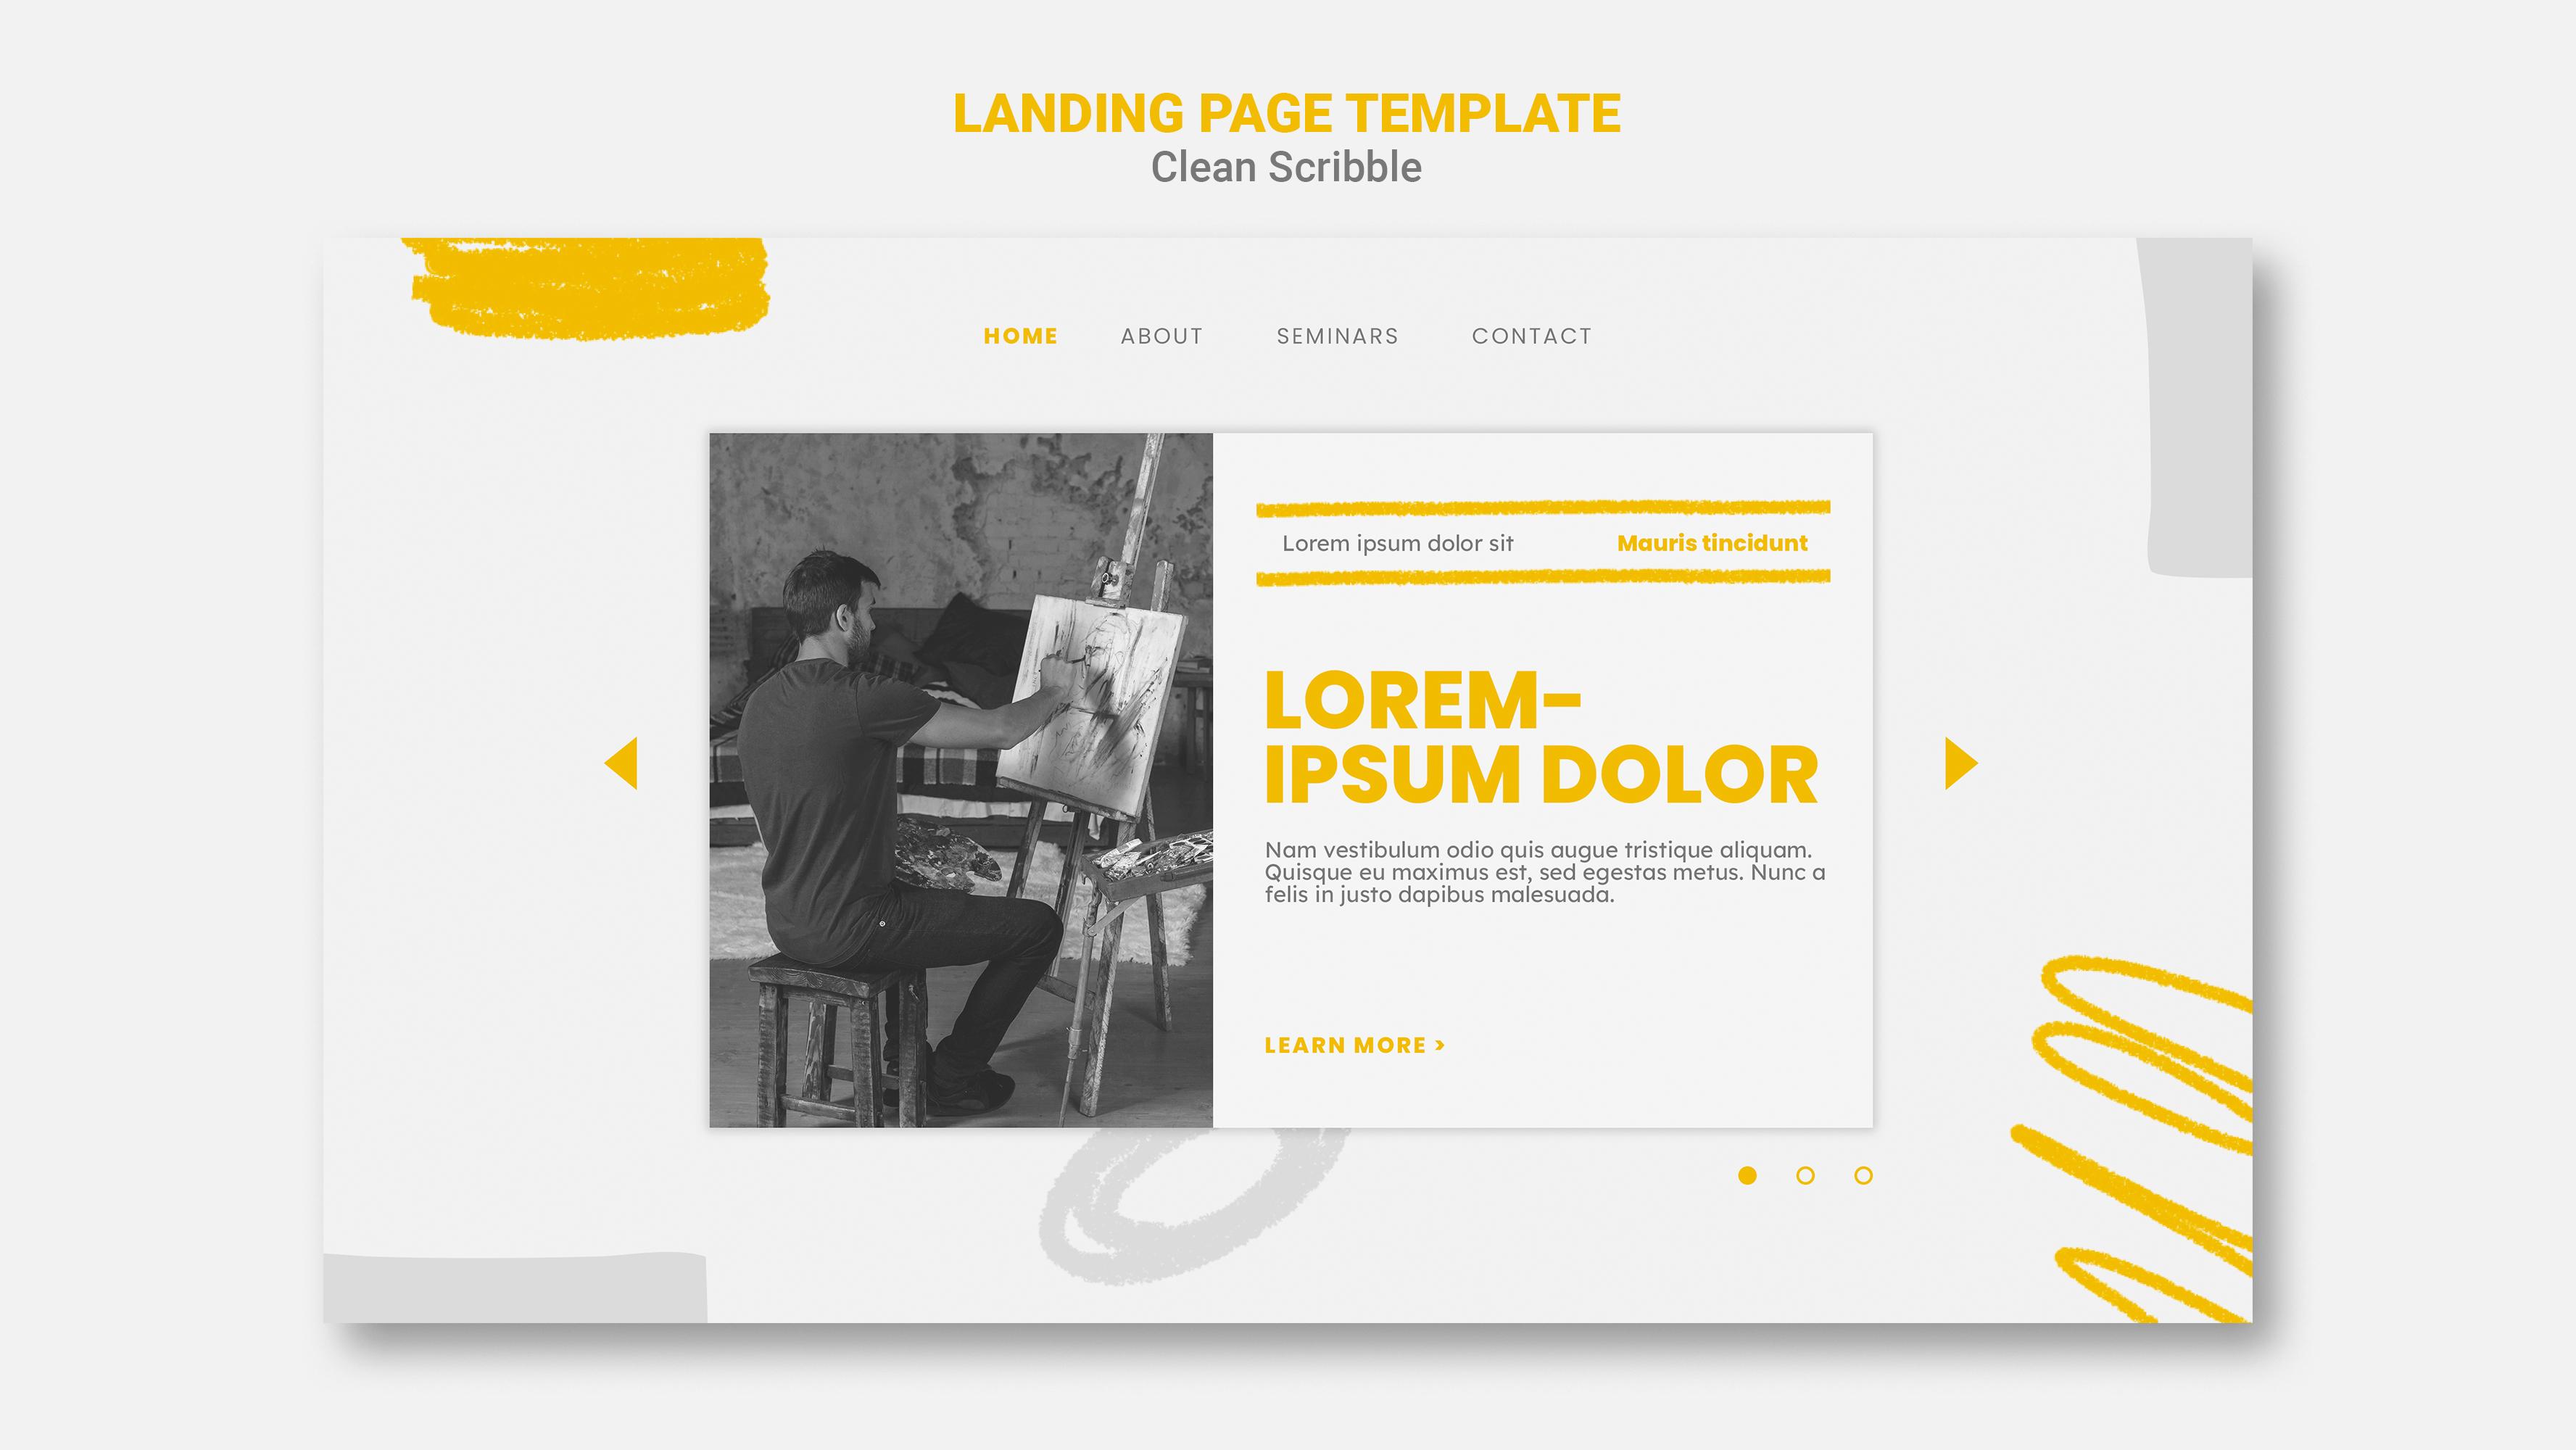 LANDING PAGE TEMPLATE
Clean Scribble
HOME ABOUT SEMINARS CONTACT
Lorem ipsum dolor sit Mauris tincidunt
LOREM-
IPSUM DOLOR
Nam vestibulum odio quis augue tristique aliquam.
Quisque eu maximus est, sed egestas metus. Nunc a
felis in justo dapibus malesuada.
LEARN MORE >